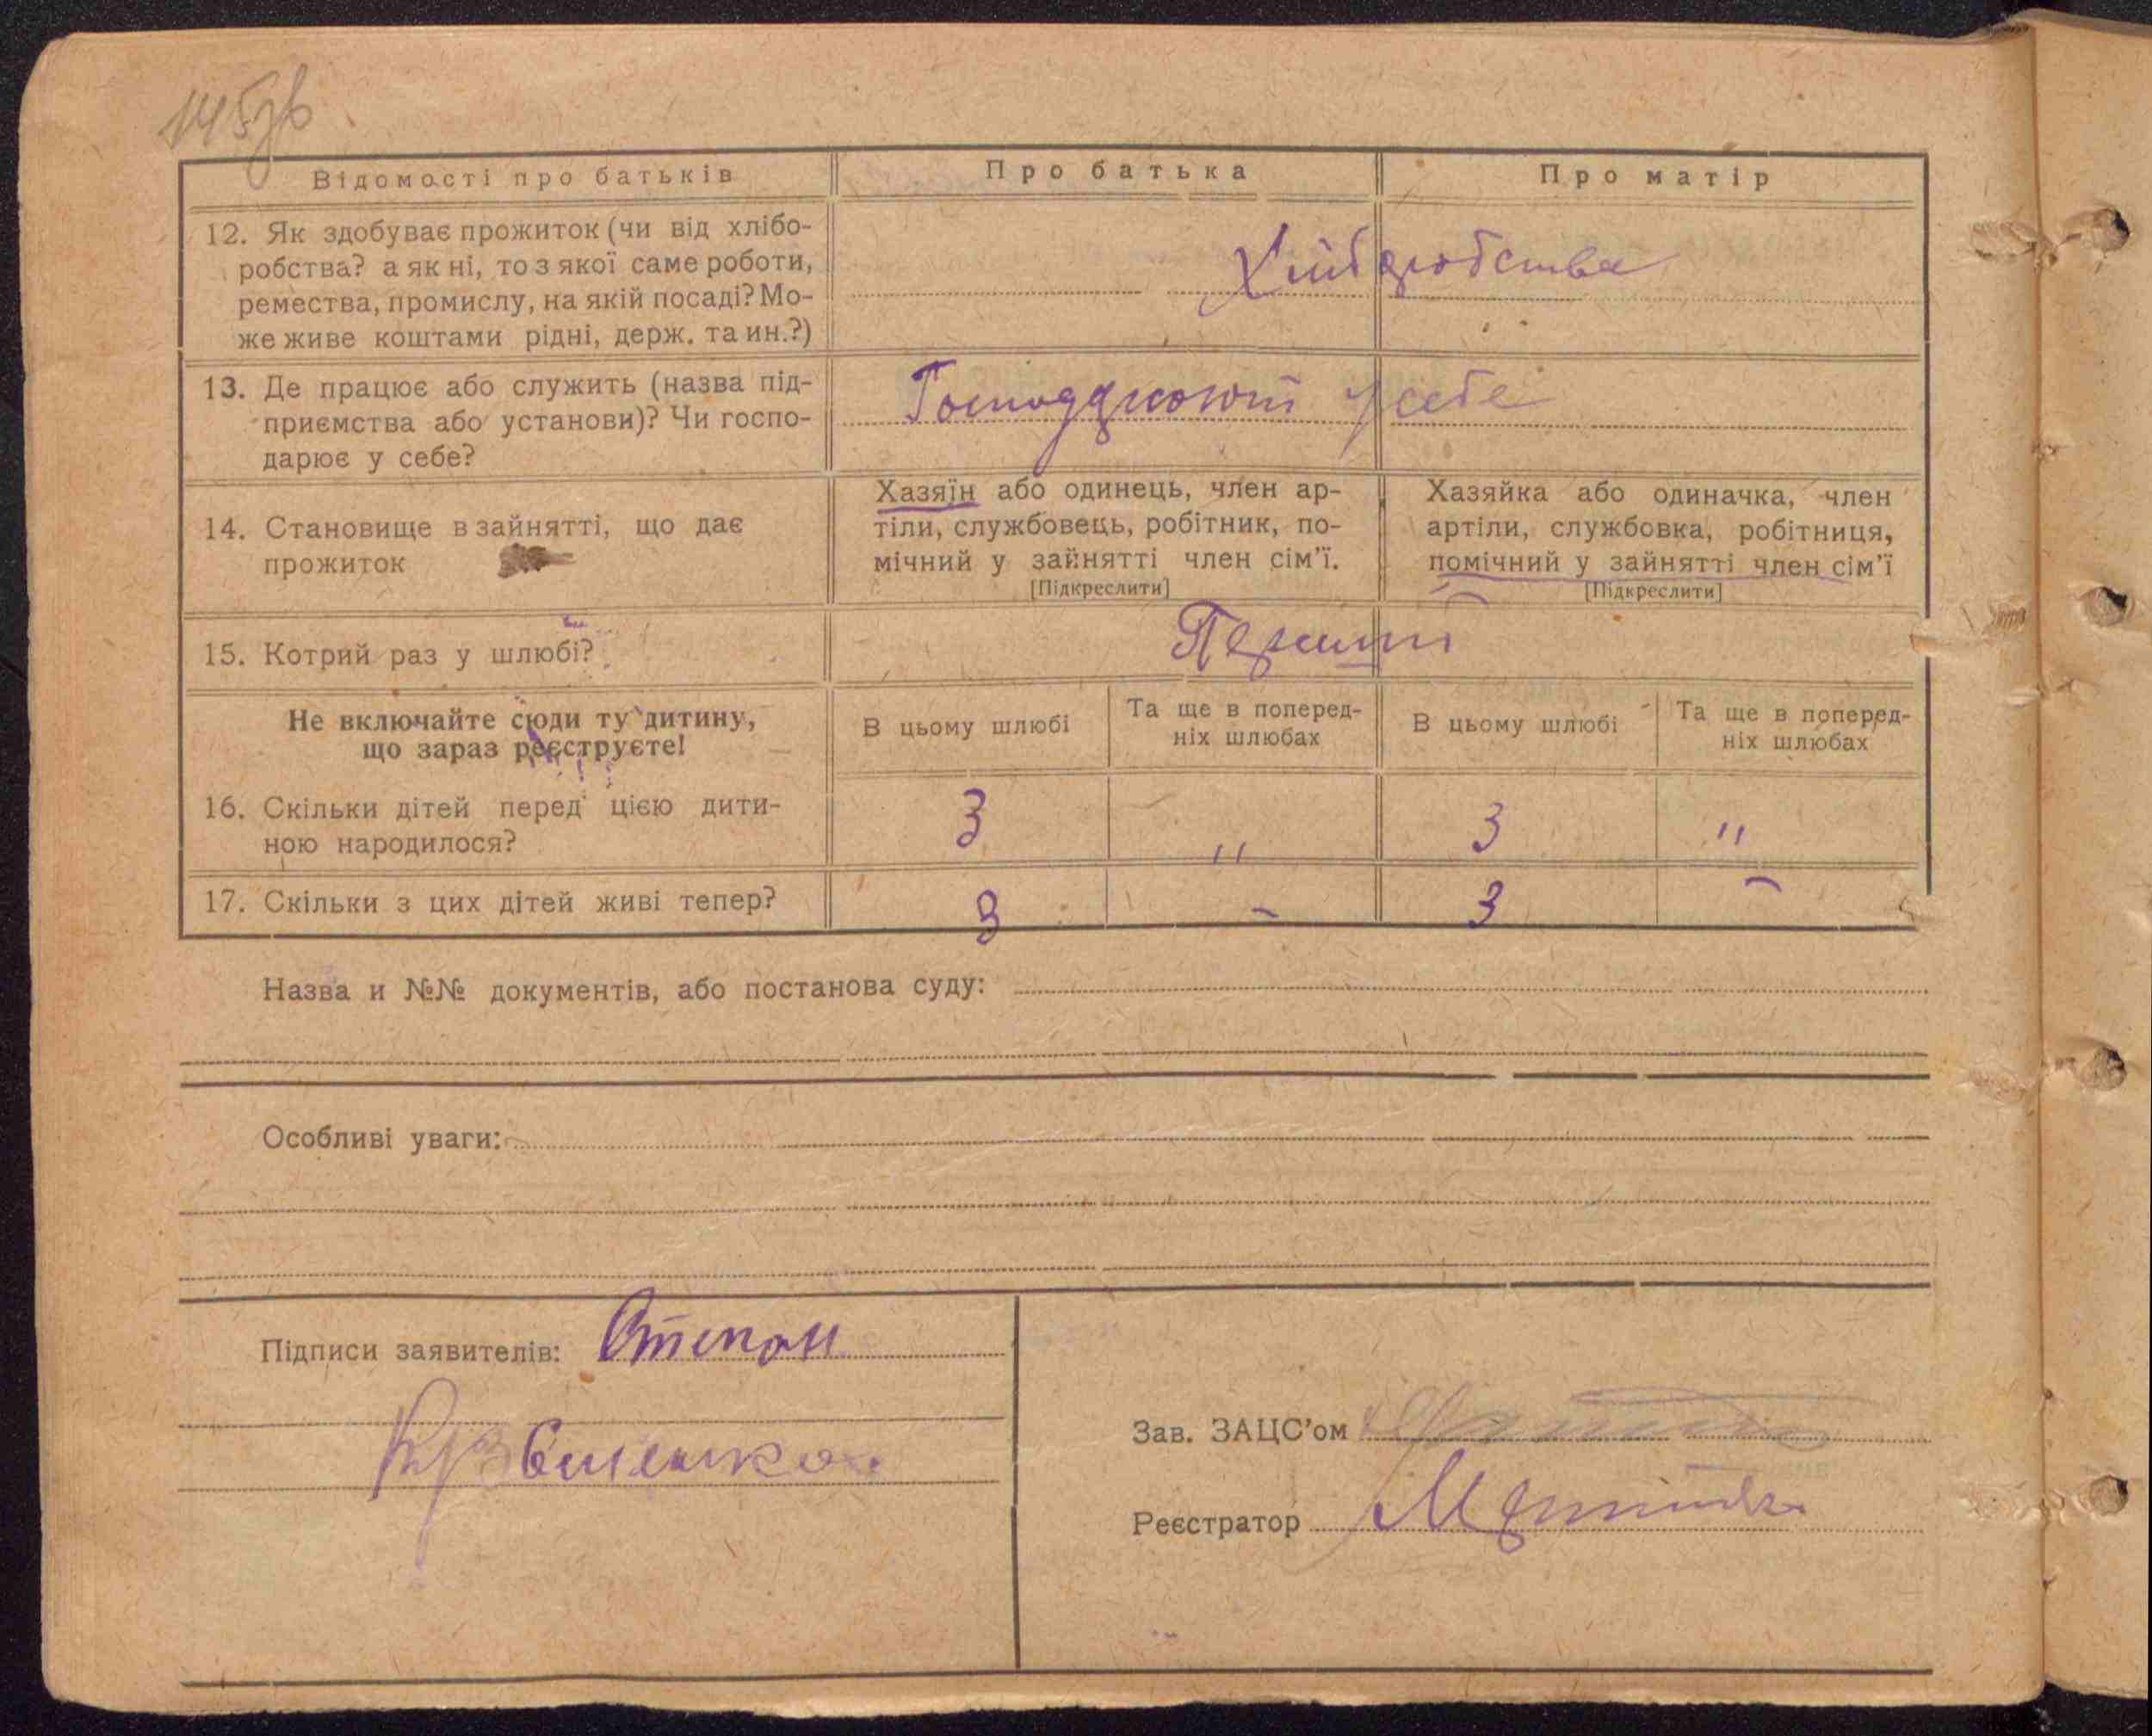 145зв
Відомості про батьків
Про батька
Про матір
12. Як здобуває прожиток (чи від хлібо-
робства? а як ні, то з якої саме роботи,
ремества, промислу, на якій посаді? Мо-
же живе коштами рідні, держ. та ин.?)
Хліборобства
13. Де працює або служить (назва під-
приємства або установи)? Чи госпо-
дарює у себе?
Господарюють у себе
14. Становище в зайнятті, що дає
прожиток
Хазяїн або одинець, член ар-
тіли, службовець, робітник, по-
мічний у зайнятті член сім'ї.
[Підкреслити]
Хазяйка або одиначка, член
артіли, службовка, робітниця,
помічний у зайнятті член сім'ї
[Підкреслити]
15. Котрий раз у шлюбі?
Перший
Не включайте сюди ту дитину,
що зараз реєструєте!
В цьому шлюбі
Та ще в поперед-
ніх шлюбах
В цьому шлюбі
Та ще в поперед-
ніх шлюбах
16. Скільки дітей перед цією дити-
ною народилося?
3 " 3 "
17. Скільки з цих дітей живі тепер?
3 - 3 -
Назва и №№ документів, або постанова суду:
Особливі уваги:
Підписи заявителів: Степан
Зав. ЗАЦС'ом
Реєстратор